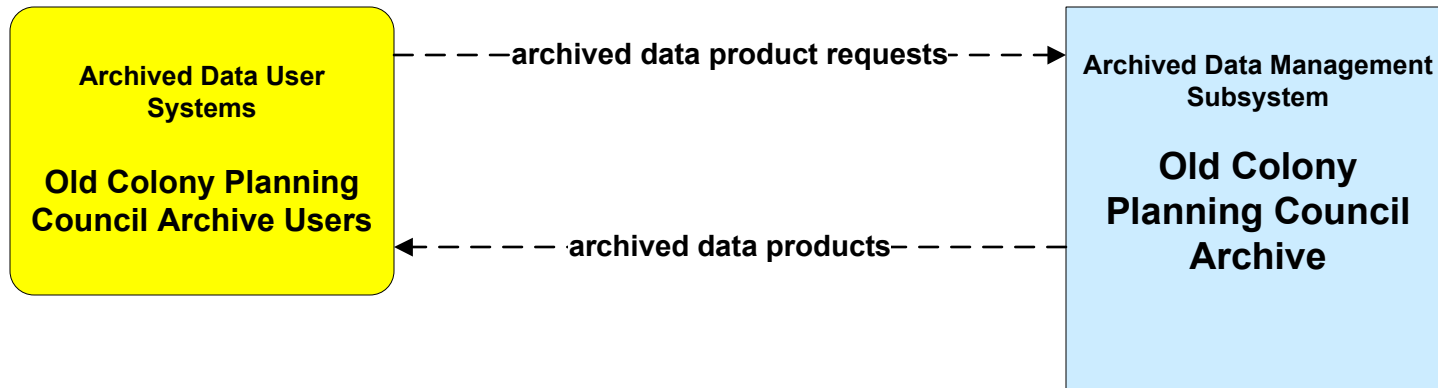 Archived Data User
Systems
Old Colony Planning
Council Archive Users
archived data product requests
archived data products
Archived Data Management
Subsystem
Old Colony
Planning Council
Archive